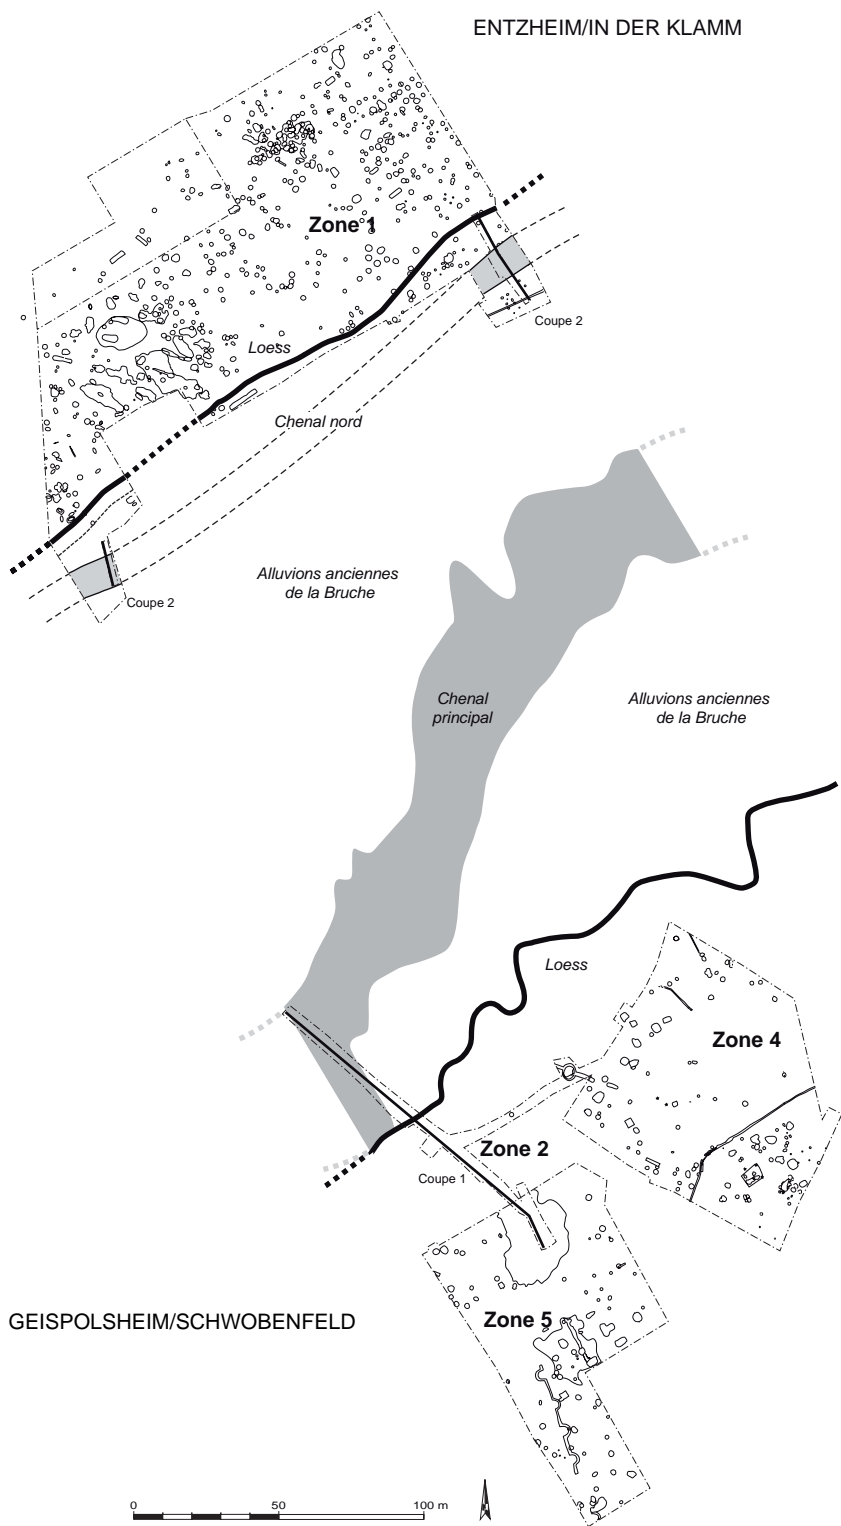 ENTZHEIM/IN DER KLAMM
Zone 1
Coupe 2
Loess
Chenal nord
Alluvions anciennes
de la Bruche
Coupe 2
Chenal
principal
Alluvions anciennes
de la Bruche
Loess
Zone 4
Zone 2
Coupe 1
Zone 5
GEISPOLSHEIM/SCHWOBENFELD
0 50 100 m